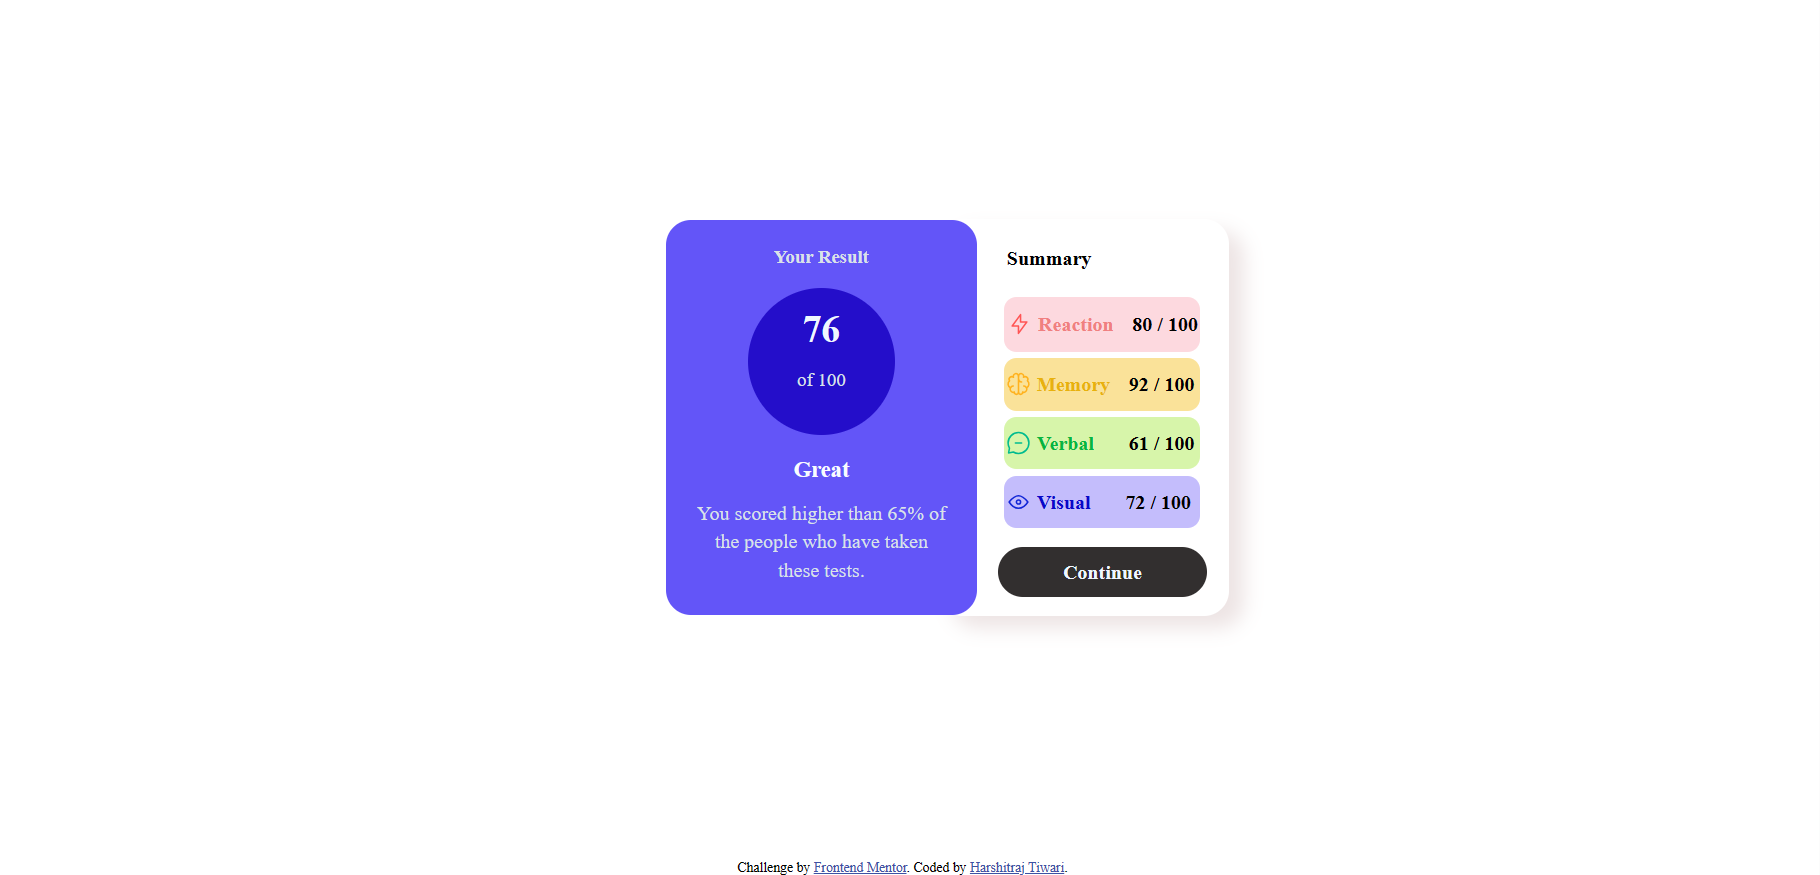 Your Result
76
of 100
Great
You scored higher than 65% of
the people who have taken
these tests.
Summary
Reaction 80 / 100
Memory 92 / 100
Verbal 61 / 100
Visual 72 / 100
Continue
Challenge by Frontend Mentor. Coded by Harshitraj Tiwari.